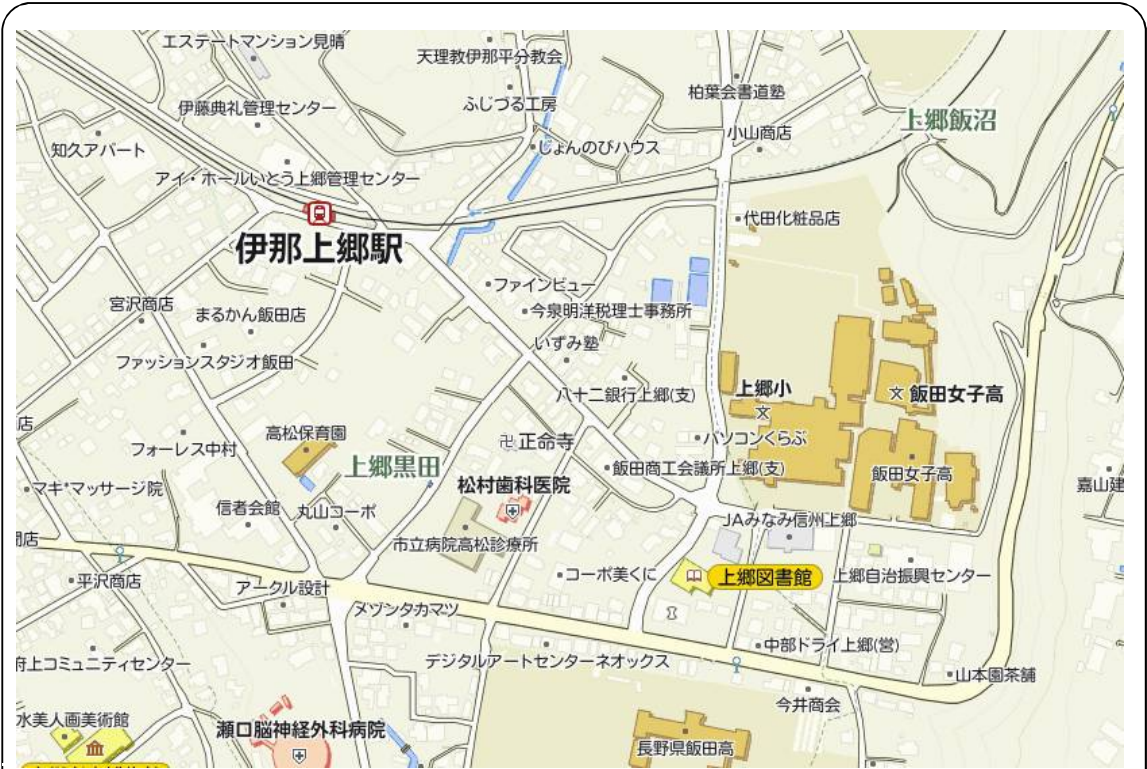 エステートマンション見晴
天理教伊那平分教会
伊藤典礼管理センター
ふじづる工房
柏葉会書道塾
上郷飯沼
小山商店
知久アパート
じょんのびハウス
アイ・ホールいとう上郷管理センター
代田化粧品店
伊那上郷駅
ファインビュー
宮沢商店
まるかん飯田店
今泉明洋税理士事務所
いずみ塾
ファッションスタジオ飯田
八十二銀行上郷(支)
上郷小
飯田女子高
店
高松保育園
正命寺
パソコンくらぶ
フォーレス中村
上郷黒田
飯田商工会議所上郷(支)
飯田女子高
マキ*マッサージ院
松村歯科医院
嘉山建
信者会館
丸山コーポ
JAみなみ信州上郷
店
市立病院高松診療所
平沢商店
コーポ美くに
上郷図書館
上郷自治振興センター
アークル設計
メゾンタカマツ
中部ドライ上郷(営)
府上コミュニティセンター
デジタルアートセンターネオックス
山本園茶舗
今井商会
水美人画美術館
瀬口脳神経外科病院
長野県飯田高